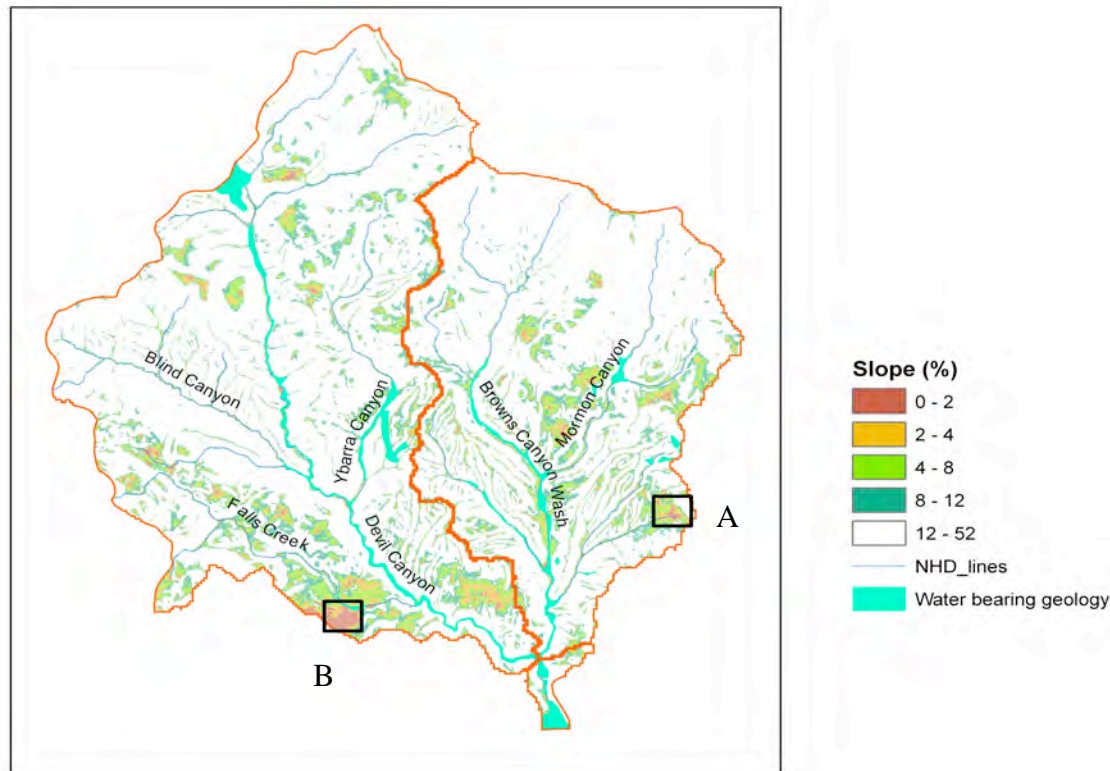 Blind Canyon
Ybarra Canyon
Browns Canyon Wash
Mormon Canyon
Falls Creek
Devil Canyon
A
B
Slope (%)
0 - 2
2 - 4
4 - 8
8 - 12
12 - 52
NHD_lines
Water bearing geology